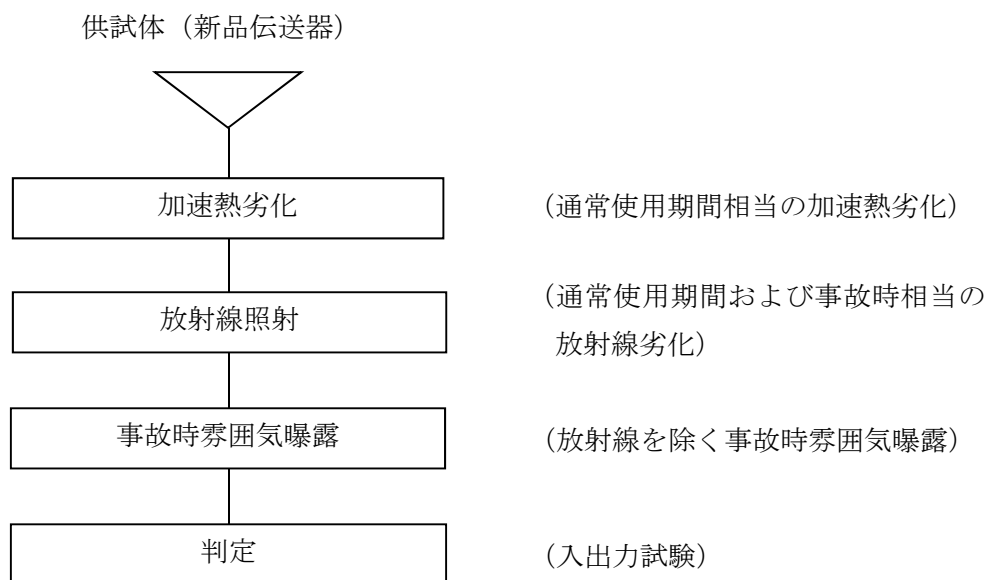 供試体（新品伝送器）
加速熱劣化
（通常使用期間相当の加速熱劣化）
放射線照射
（通常使用期間および事故時相当の
放射線劣化）
事故時雰囲気曝露
（放射線を除く事故時雰囲気曝露）
判定
（入出力試験）